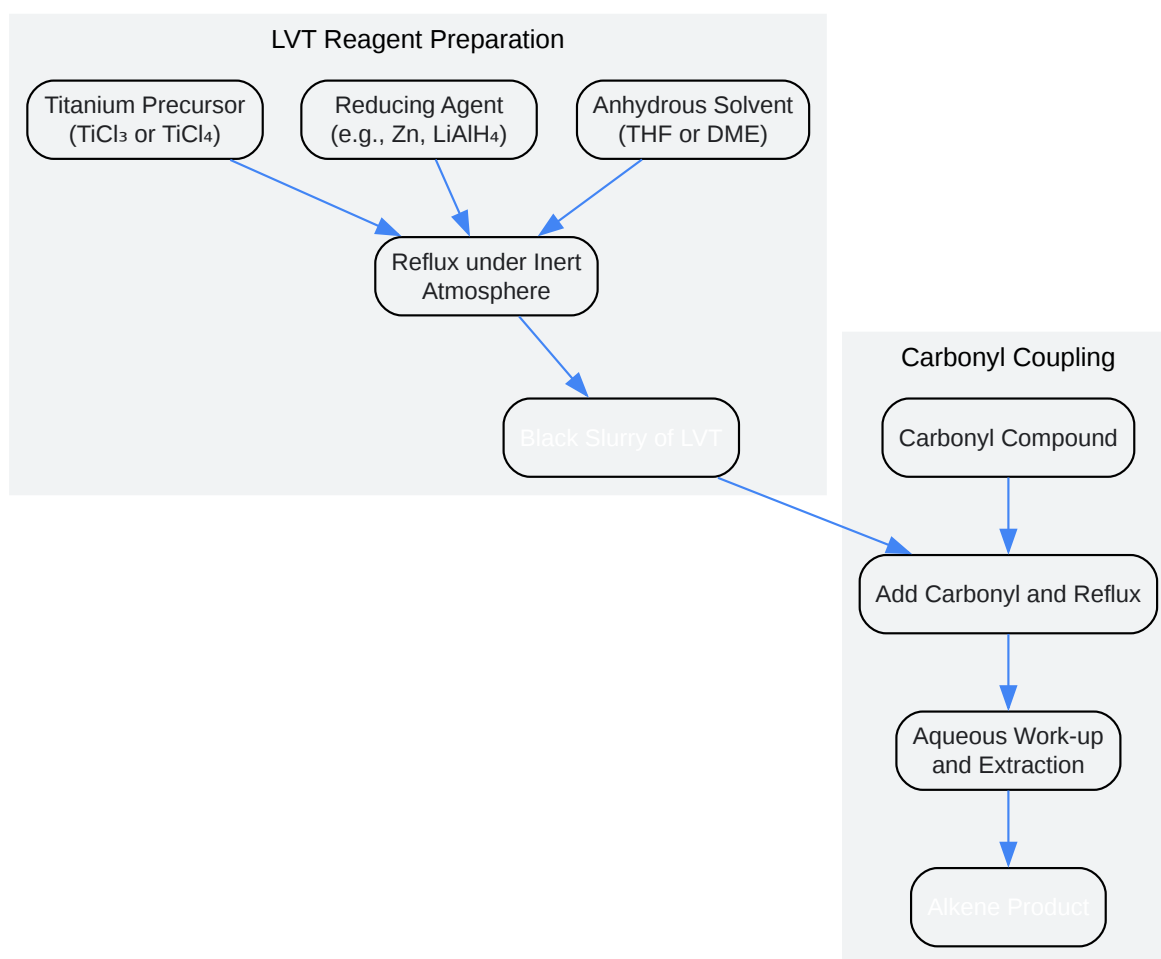 LVT Reagent Preparation
Titanium Precursor
(TiCl₃ or TiCl₄)
Reducing Agent
(e.g., Zn, LiAlH₄)
Anhydrous Solvent
(THF or DME)
Reflux under Inert
Atmosphere
Black Slurry of LVT
Carbonyl Coupling
Carbonyl Compound
Add Carbonyl and Reflux
Aqueous Work-up
and Extraction
Alkene Product